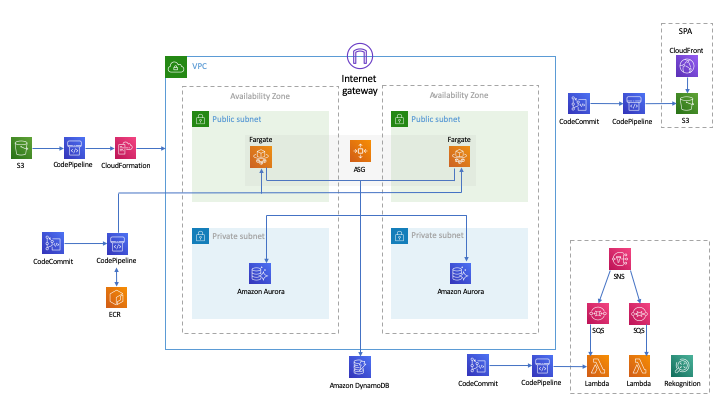 SPA
CloudFront
VPC
Internet
gateway
Availability Zone
Availability Zone
CodeCommit
CodePipeline
S3
Public subnet
Public subnet
Fargate
Fargate
ASG
S3
CodePipeline
CloudFormation
Private subnet
Private subnet
CodeCommit
CodePipeline
Amazon Aurora
Amazon Aurora
SNS
ECR
SQS
SQS
Amazon DynamoDB
CodeCommit
CodePipeline
Lambda
Lambda
Rekognition